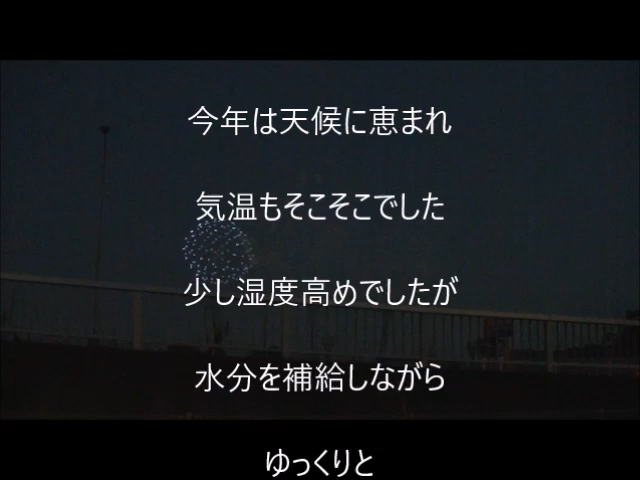 今年は天候に恵まれ
気温もそこそこでした
少し湿度高めでしたが
水分を補給しながら
ゆっくりと